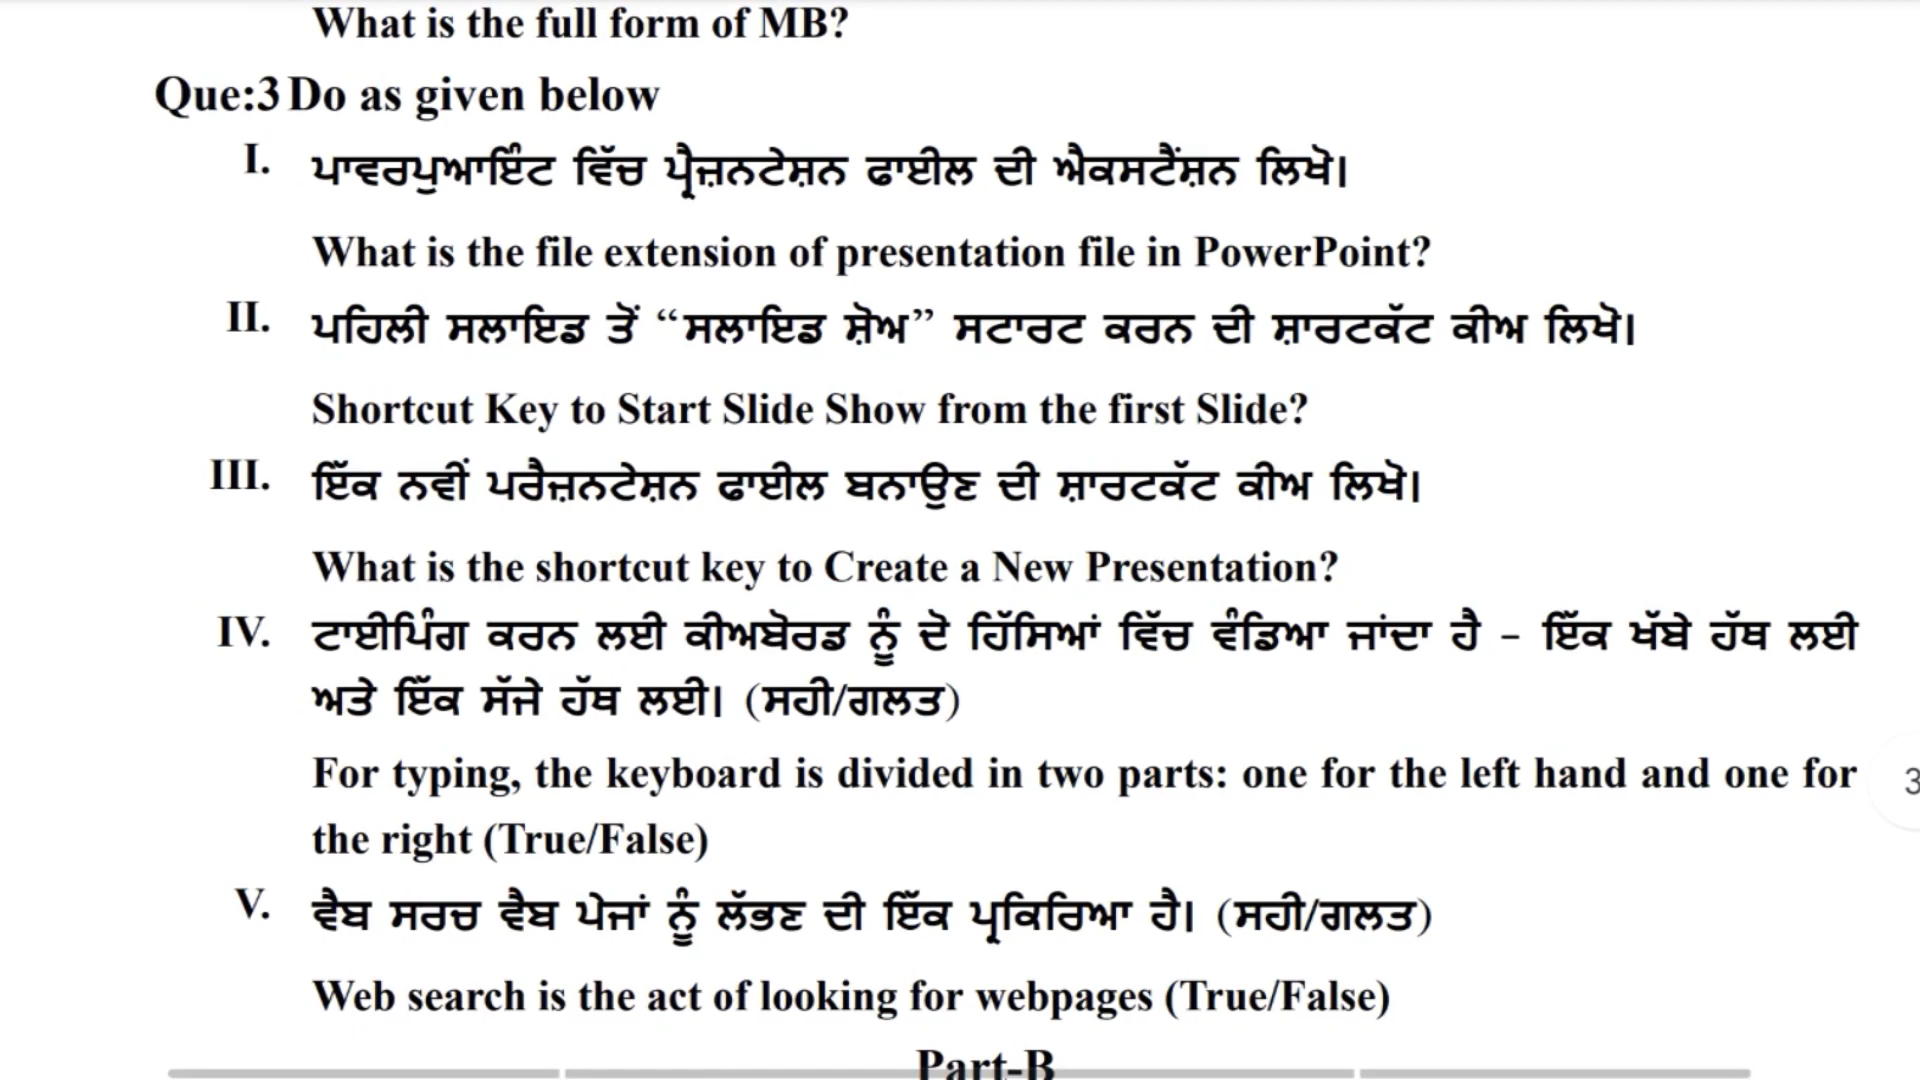 What is the full form of MB?
Que:3 Do as given below
I. ਪਾਵਰਪੁਆਇੰਟ ਵਿੱਚ ਪ੍ਰੈਜ਼ਨਟੇਸ਼ਨ ਫਾਈਲ ਦੀ ਐਕਸਟੈਂਸ਼ਨ ਲਿਖੋ।
What is the file extension of presentation file in PowerPoint?
II. ਪਹਿਲੀ ਸਲਾਇਡ ਤੋਂ “ਸਲਾਇਡ ਸ਼ੋਅ” ਸਟਾਰਟ ਕਰਨ ਦੀ ਸ਼ਾਰਟਕੱਟ ਕੀਅ ਲਿਖੋ।
Shortcut Key to Start Slide Show from the first Slide?
III. ਇੱਕ ਨਵੀਂ ਪਰੈਜ਼ਨਟੇਸ਼ਨ ਫਾਈਲ ਬਨਾਉਣ ਦੀ ਸ਼ਾਰਟਕੱਟ ਕੀਅ ਲਿਖੋ।
What is the shortcut key to Create a New Presentation?
IV. ਟਾਈਪਿੰਗ ਕਰਨ ਲਈ ਕੀਅਬੋਰਡ ਨੂੰ ਦੋ ਹਿੱਸਿਆਂ ਵਿੱਚ ਵੰਡਿਆ ਜਾਂਦਾ ਹੈ – ਇੱਕ ਖੱਬੇ ਹੱਥ ਲਈ
ਅਤੇ ਇੱਕ ਸੱਜੇ ਹੱਥ ਲਈ। (ਸਹੀ/ਗਲਤ)
For typing, the keyboard is divided in two parts: one for the left hand and one for
3
the right (True/False)
V. ਵੈਬ ਸਰਚ ਵੈਬ ਪੇਜਾਂ ਨੂੰ ਲੱਭਣ ਦੀ ਇੱਕ ਪ੍ਰਕਿਰਿਆ ਹੈ। (ਸਹੀ/ਗਲਤ)
Web search is the act of looking for webpages (True/False)
Part-B